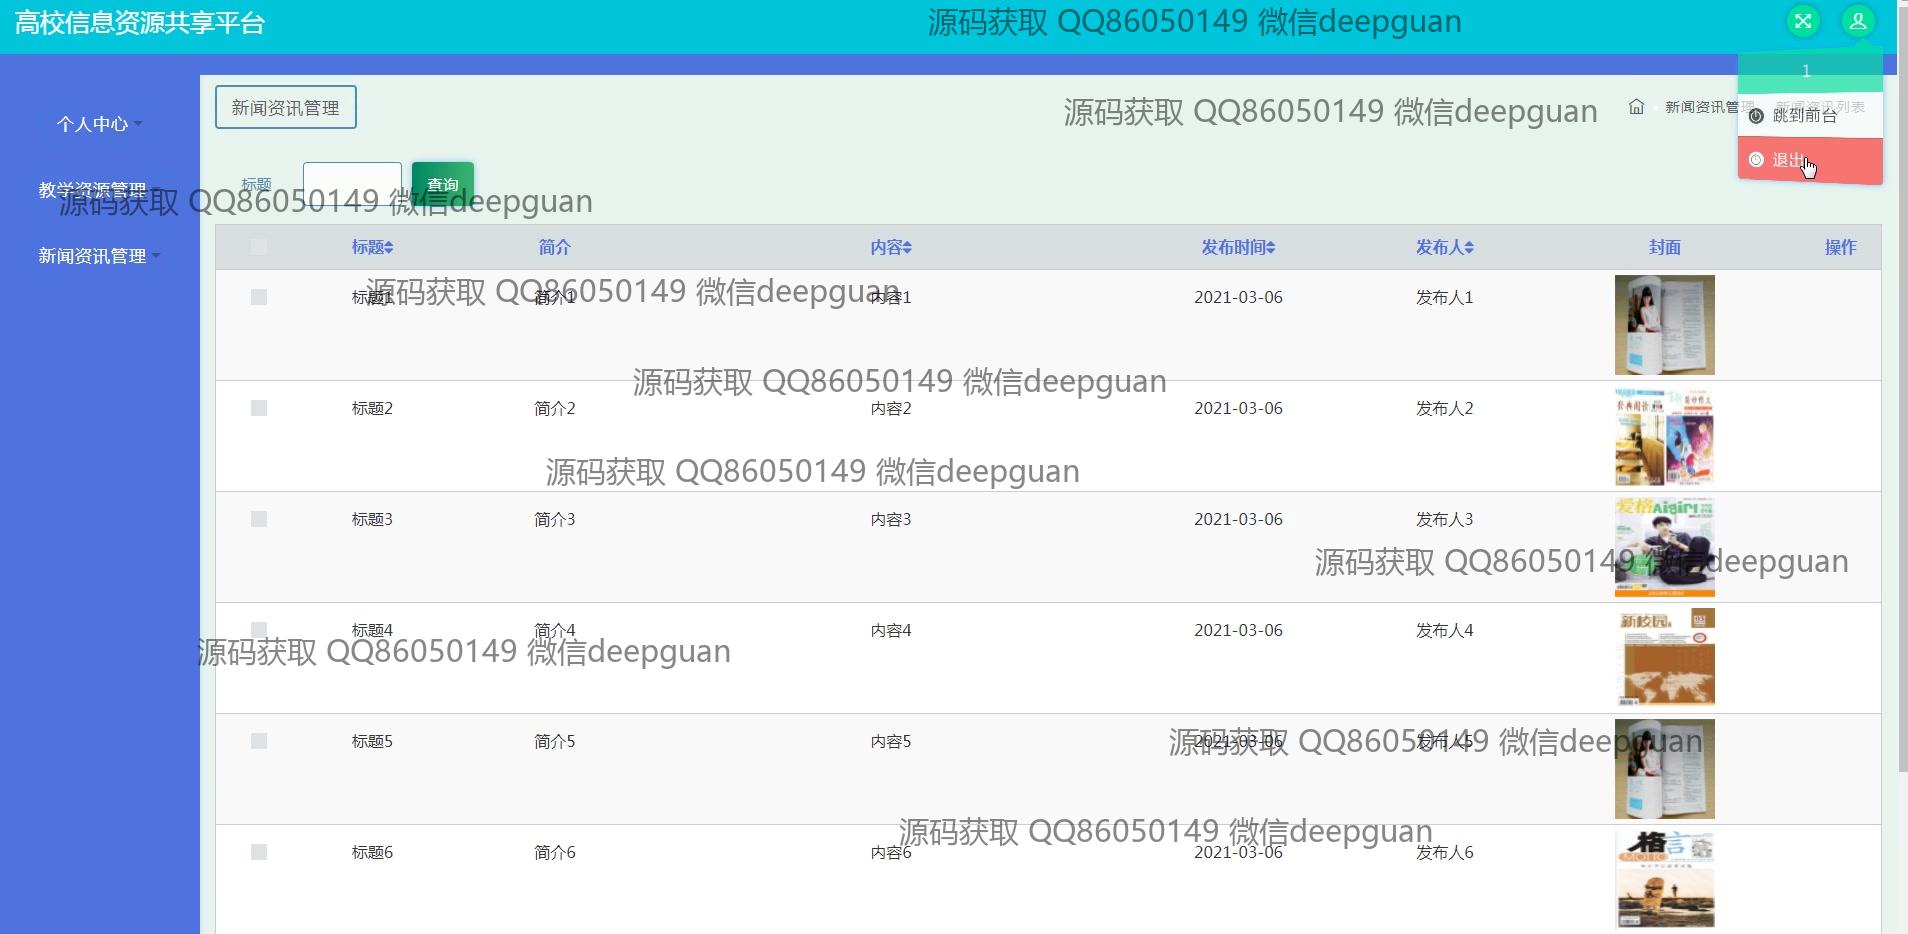 高校信息资源共享平台
源码获取 QQ86050149 微信deepguan
1
新闻资讯管理
源码获取 QQ86050149 微信deepguan
新闻资讯管理
新闻资讯列表
跳到前台
个人中心
退出
标题
查询
教学资源管理
源码获取 QQ86050149 微信deepguan
新闻资讯管理
标题 简介 内容 发布时间 发布人 封面 操作
标题1 简介1 内容1 2021-03-06 发布人1
源码获取 QQ86050149 微信deepguan
源码获取 QQ86050149 微信deepguan
标题2 简介2 内容2 2021-03-06 发布人2
源码获取 QQ86050149 微信deepguan
标题3 简介3 内容3 2021-03-06 发布人3
爱格Aigirl
源码获取 QQ86050149 微信deepguan
标题4 简介4 内容4 2021-03-06 发布人4
新校园
源码获取 QQ86050149 微信deepguan
标题5 简介5 内容5 2021-03-06 发布人5
源码获取 QQ86050149 微信deepguan
源码获取 QQ86050149 微信deepguan
标题6 简介6 内容6 2021-03-06 发布人6
格言
MOTTO